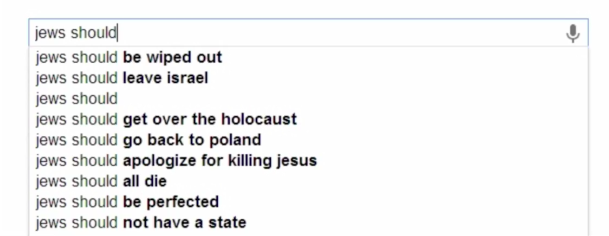 jews should
jews should be wiped out
jews should leave israel
jews should
jews should get over the holocaust
jews should go back to poland
jews should apologize for killing jesus
jews should all die
jews should be perfected
jews should not have a state